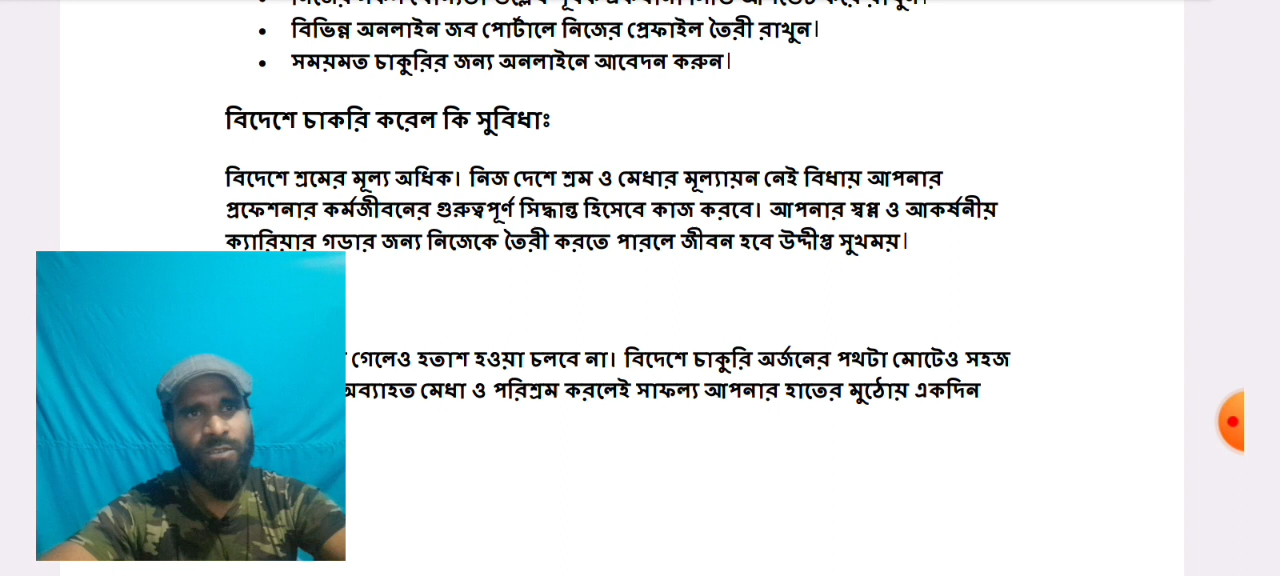 • বিভিন্ন অনলাইন জব পোর্টালে নিজের প্রেফাইল তৈরী রাখুন।
• সময়মত চাকুরির জন্য অনলাইনে আবেদন করুন।
বিদেশে চাকরি করেল কি সুবিধাঃ
বিদেশে শ্রমের মূল্য অধিক। নিজ দেশে শ্রম ও মেধার মূল্যায়ন নেই বিধায় আপনার
প্রফেশনার কর্মজীবনের গুরুত্বপূর্ণ সিদ্ধান্ত হিসেবে কাজ করবে। আপনার স্বপ্ন ও আকর্ষনীয়
ক্যারিয়ার গডার জন্য নিজেকে তৈরী করতে পারলে জীবন হবে উদ্দীপ্ত সুখময়।
গেলেও হতাশ হওয়া চলবে না। বিদেশে চাকুরি অর্জনের পথটা মোটেও সহজ
অব্যাহত মেধা ও পরিশ্রম করলেই সাফল্য আপনার হাতের মুঠোয় একদিন